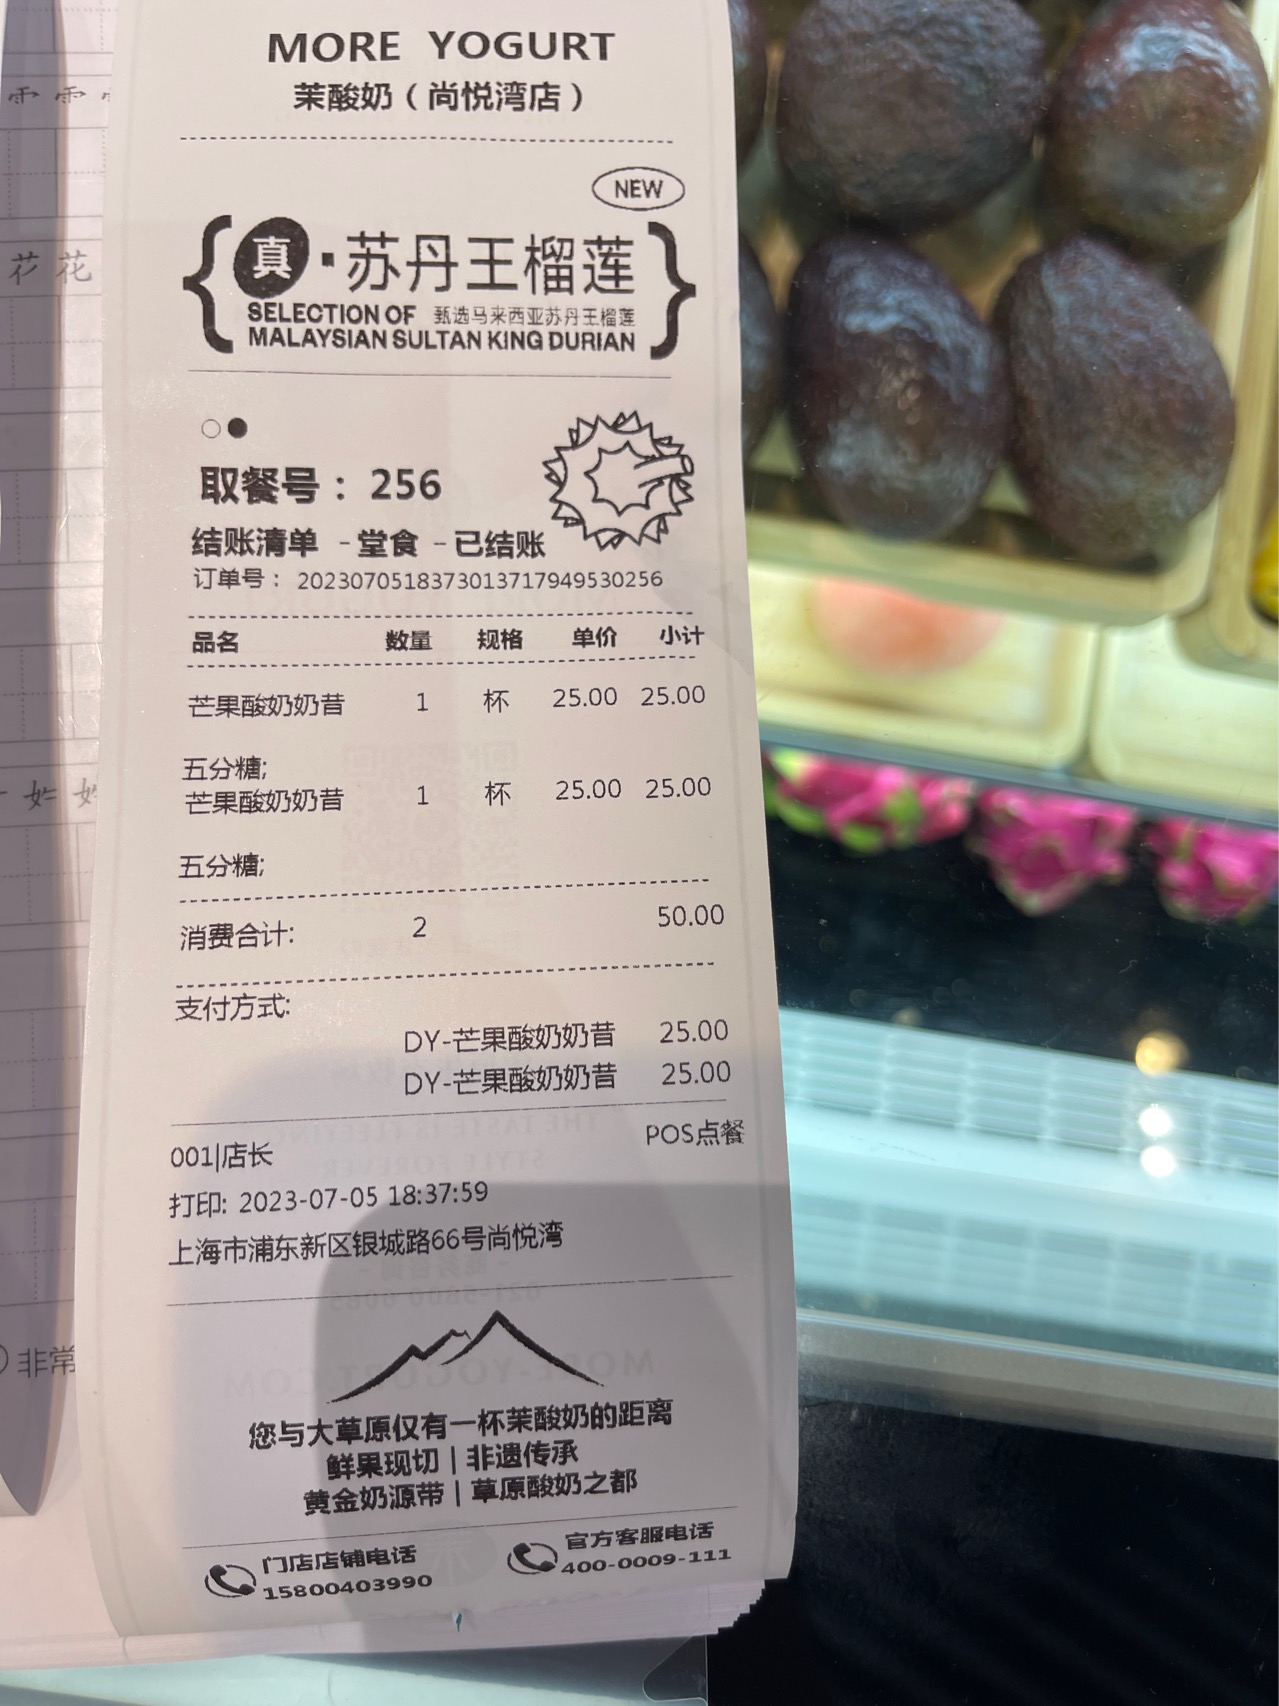 MORE YOGURT
茉酸奶（尚悦湾店）
NEW
真·苏丹王榴莲
SELECTION OF 甄选马来西亚苏丹王榴莲
MALAYSIAN SULTAN KING DURIAN
取餐号：256
结账清单 -堂食 -已结账
订单号：2023070518373013717949530256
品名 数量 规格 单价 小计
芒果酸奶奶昔 1 杯 25.00 25.00
五分糖;
芒果酸奶奶昔 1 杯 25.00 25.00
五分糖;
消费合计: 2 50.00
支付方式:
DY-芒果酸奶奶昔 25.00
DY-芒果酸奶奶昔 25.00
001|店长 POS点餐
打印: 2023-07-05 18:37:59
上海市浦东新区银城路66号尚悦湾
您与大草原仅有一杯茉酸奶的距离
鲜果现切｜非遗传承
黄金奶源带｜草原酸奶之都
门店店铺电话
15800403990
官方客服电话
400-0009-111
花
非常